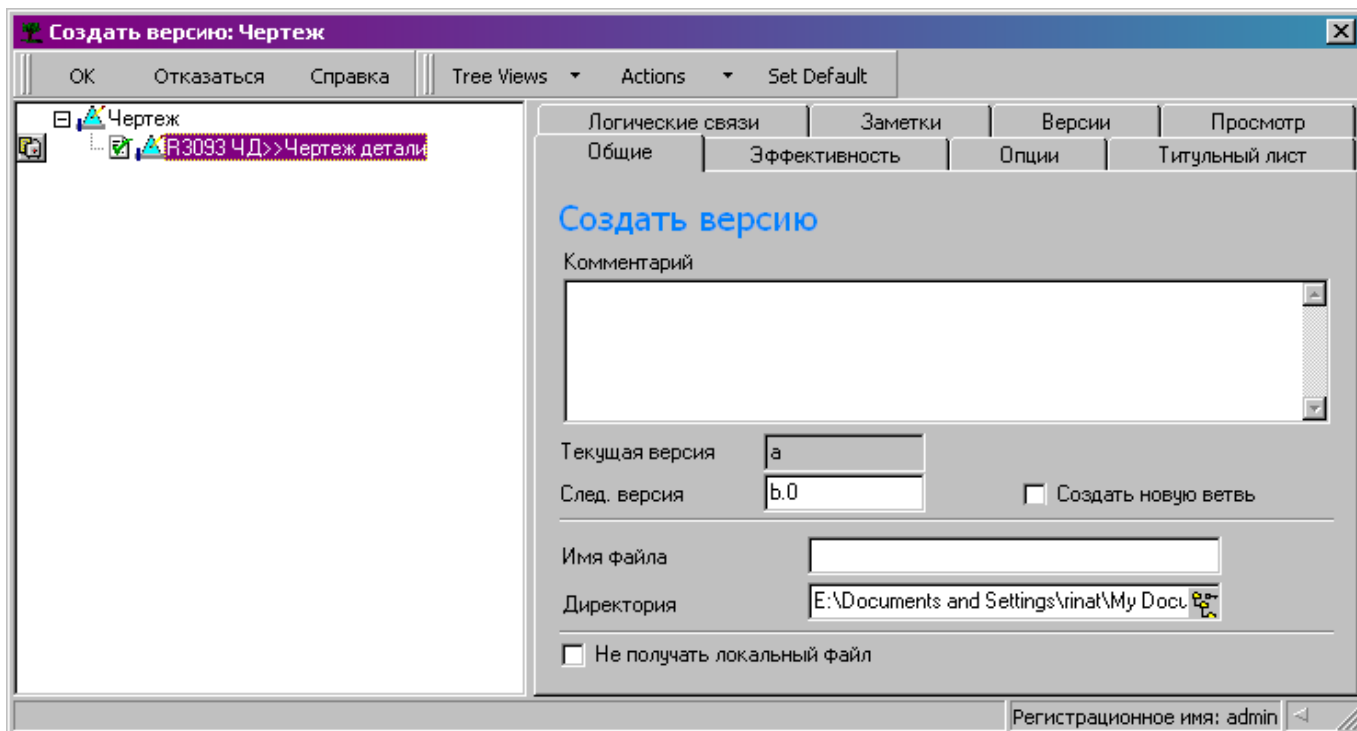 Создать версию: Чертеж
OK Отказаться Справка Tree Views Actions Set Default
Чертеж
R3093 ЧД>>Чертеж детали
Логические связи Заметки Версии Просмотр
Общие Эффективность Опции Титульный лист
Создать версию
Комментарий
Текущая версия a
След. версия b.0 Создать новую ветвь
Имя файла
Директория E:\Documents and Settings\rinat\My Docu
Не получать локальный файл
Регистрационное имя: admin